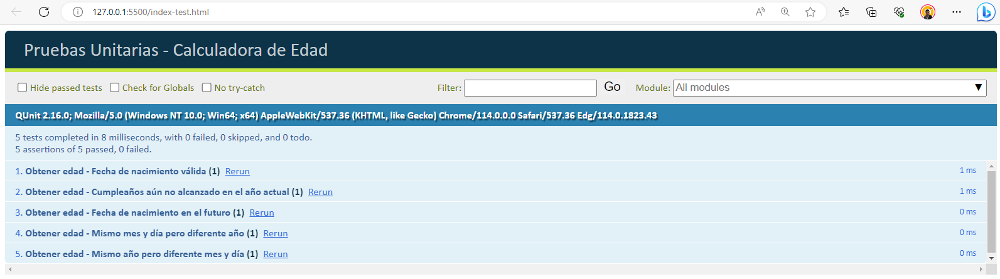 127.0.0.1:5500/index-test.html
Pruebas Unitarias - Calculadora de Edad
Hide passed tests Check for Globals No try-catch Filter: Go Module: All modules
QUnit 2.16.0; Mozilla/5.0 (Windows NT 10.0; Win64; x64) AppleWebKit/537.36 (KHTML, like Gecko) Chrome/114.0.0.0 Safari/537.36 Edg/114.0.1823.43
5 tests completed in 8 milliseconds, with 0 failed, 0 skipped, and 0 todo.
5 assertions of 5 passed, 0 failed.
1. Obtener edad - Fecha de nacimiento válida (1) Rerun 1 ms
2. Obtener edad - Cumpleaños aún no alcanzado en el año actual (1) Rerun 1 ms
3. Obtener edad - Fecha de nacimiento en el futuro (1) Rerun 0 ms
4. Obtener edad - Mismo mes y día pero diferente año (1) Rerun 0 ms
5. Obtener edad - Mismo año pero diferente mes y día (1) Rerun 0 ms